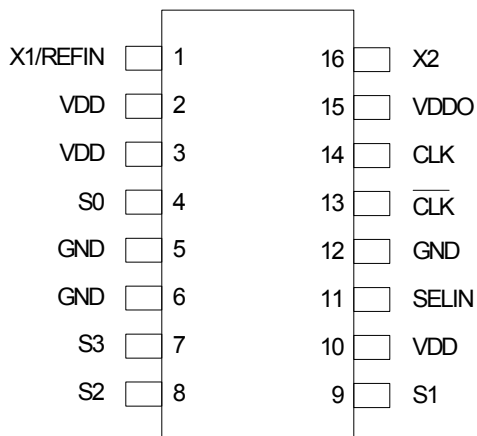 X1/REFIN 1 16 X2
VDD 2 15 VDDO
VDD 3 14 CLK
S0 4 13 C̅L̅K̅
GND 5 12 GND
GND 6 11 SELIN
S3 7 10 VDD
S2 8 9 S1